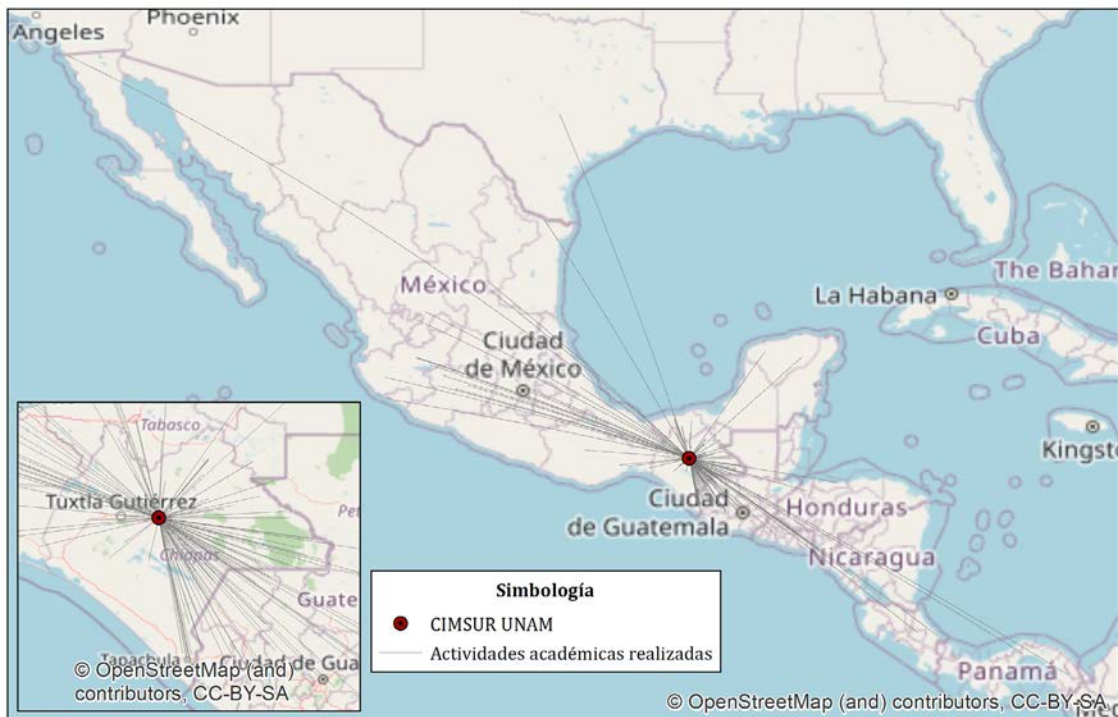 Phoenix
Angeles
México
The Baham
La Habana
Cuba
Ciudad
de México
Kingsto
Ciudad
de Guatemala
Honduras
Nicaragua
Panamá
Tabasco
Tuxtla Gutiérrez
Pet
Chiapas
Guate
Tapachula
Ciudad de Gua
© OpenStreetMap (and)
contributors, CC-BY-SA
Simbología
CIMSUR UNAM
Actividades académicas realizadas
© OpenStreetMap (and) contributors, CC-BY-SA